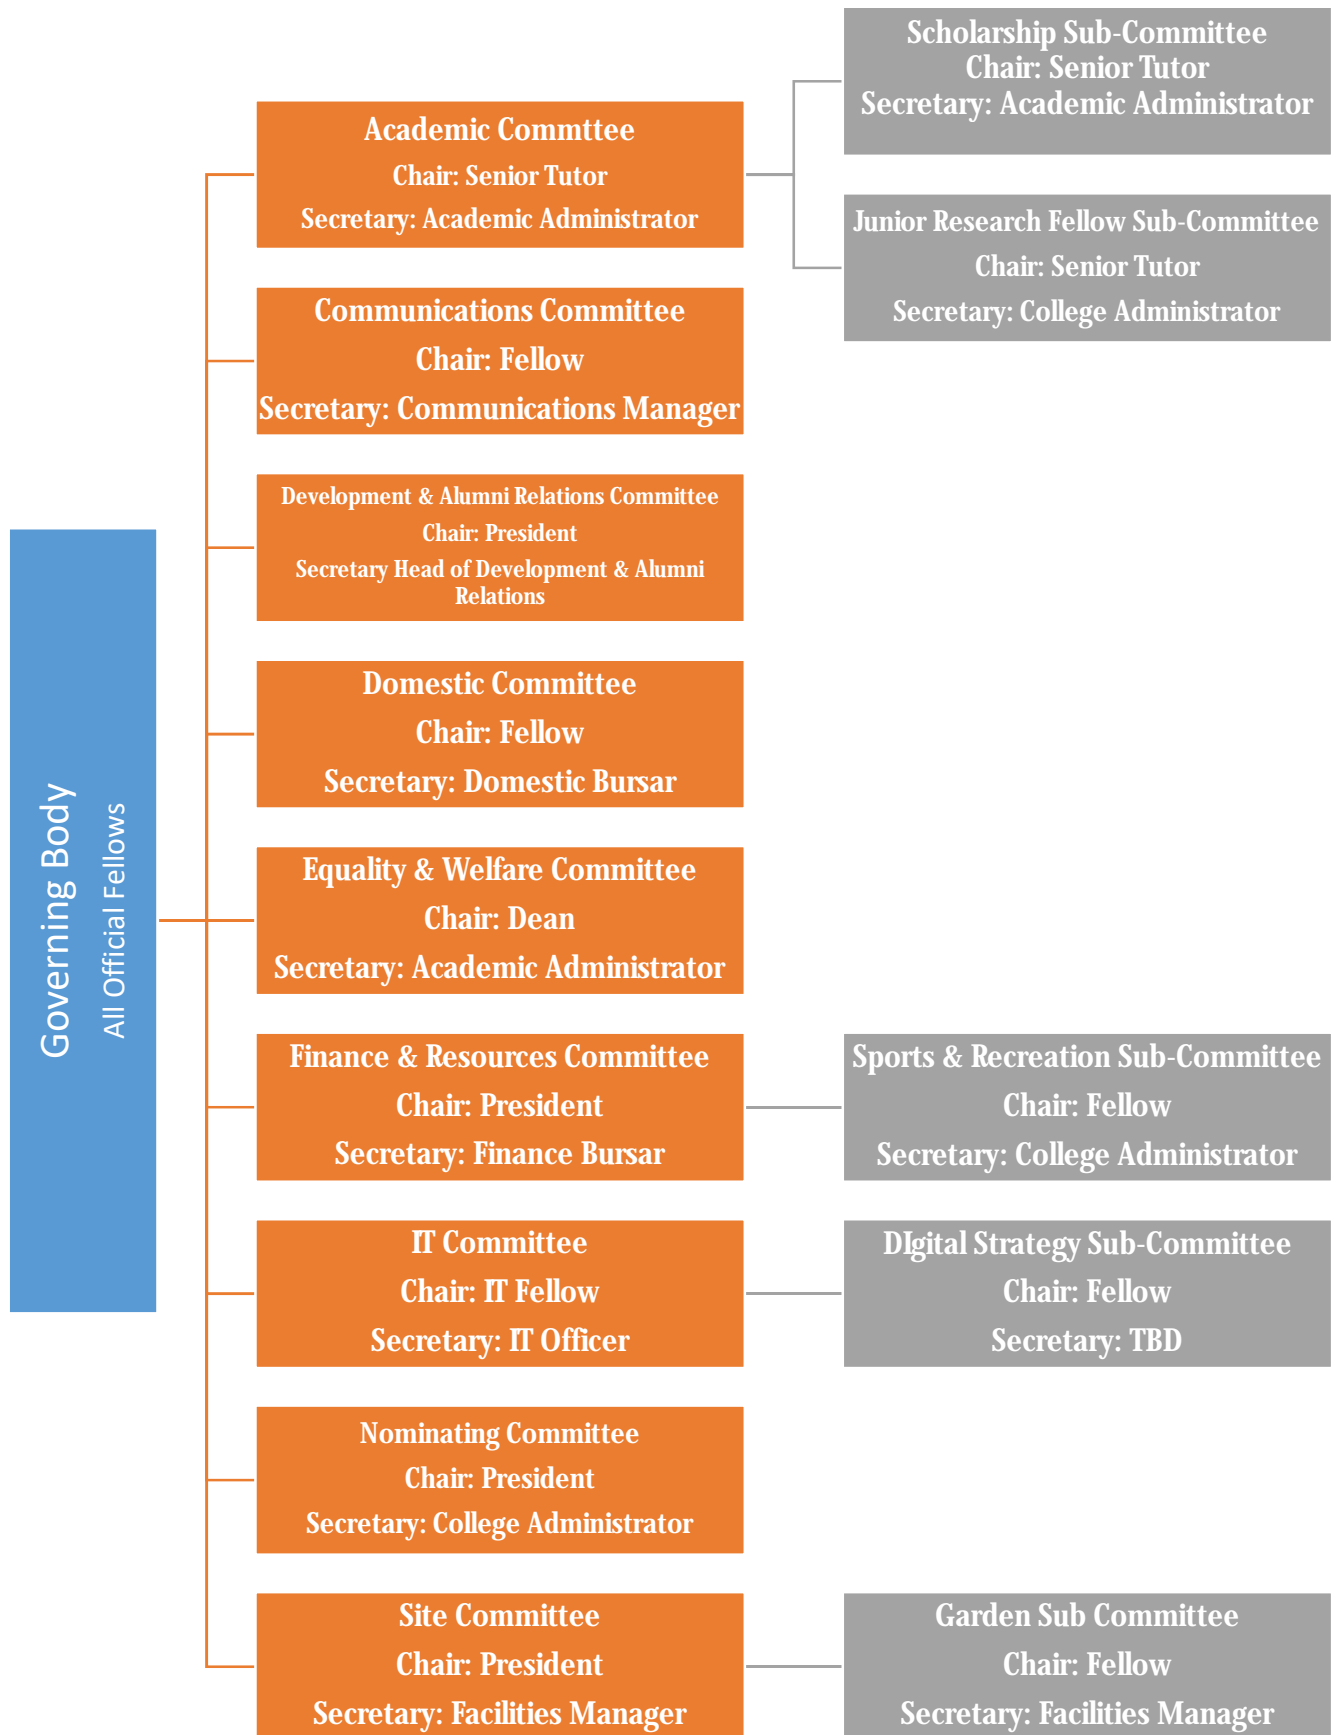 Governing Body
All Official Fellows
Academic Commttee
Chair: Senior Tutor
Secretary: Academic Administrator
Scholarship Sub-Committee
Chair: Senior Tutor
Secretary: Academic Administrator
Junior Research Fellow Sub-Committee
Chair: Senior Tutor
Secretary: College Administrator
Communications Committee
Chair: Fellow
Secretary: Communications Manager
Development & Alumni Relations Committee
Chair: President
Secretary Head of Development & Alumni
Relations
Domestic Committee
Chair: Fellow
Secretary: Domestic Bursar
Equality & Welfare Committee
Chair: Dean
Secretary: Academic Administrator
Finance & Resources Committee
Chair: President
Secretary: Finance Bursar
Sports & Recreation Sub-Committee
Chair: Fellow
Secretary: College Administrator
IT Committee
Chair: IT Fellow
Secretary: IT Officer
DIgital Strategy Sub-Committee
Chair: Fellow
Secretary: TBD
Nominating Committee
Chair: President
Secretary: College Administrator
Site Committee
Chair: President
Secretary: Facilities Manager
Garden Sub Committee
Chair: Fellow
Secretary: Facilities Manager